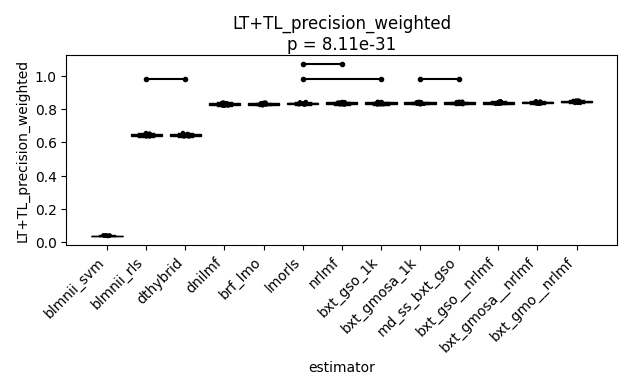 LT+TL_precision_weighted
p = 8.11e-31
LT+TL_precision_weighted
1.0
0.8
0.6
0.4
0.2
0.0
blmnii_svm
blmnii_rls
dthybrid
dnilmf
brf_lmo
lmorls
nrlmf
bxt_gso_1k
bxt_gmosa_1k
md_ss_bxt_gso
bxt_gso__nrlmf
bxt_gmosa__nrlmf
bxt_gmo__nrlmf
estimator